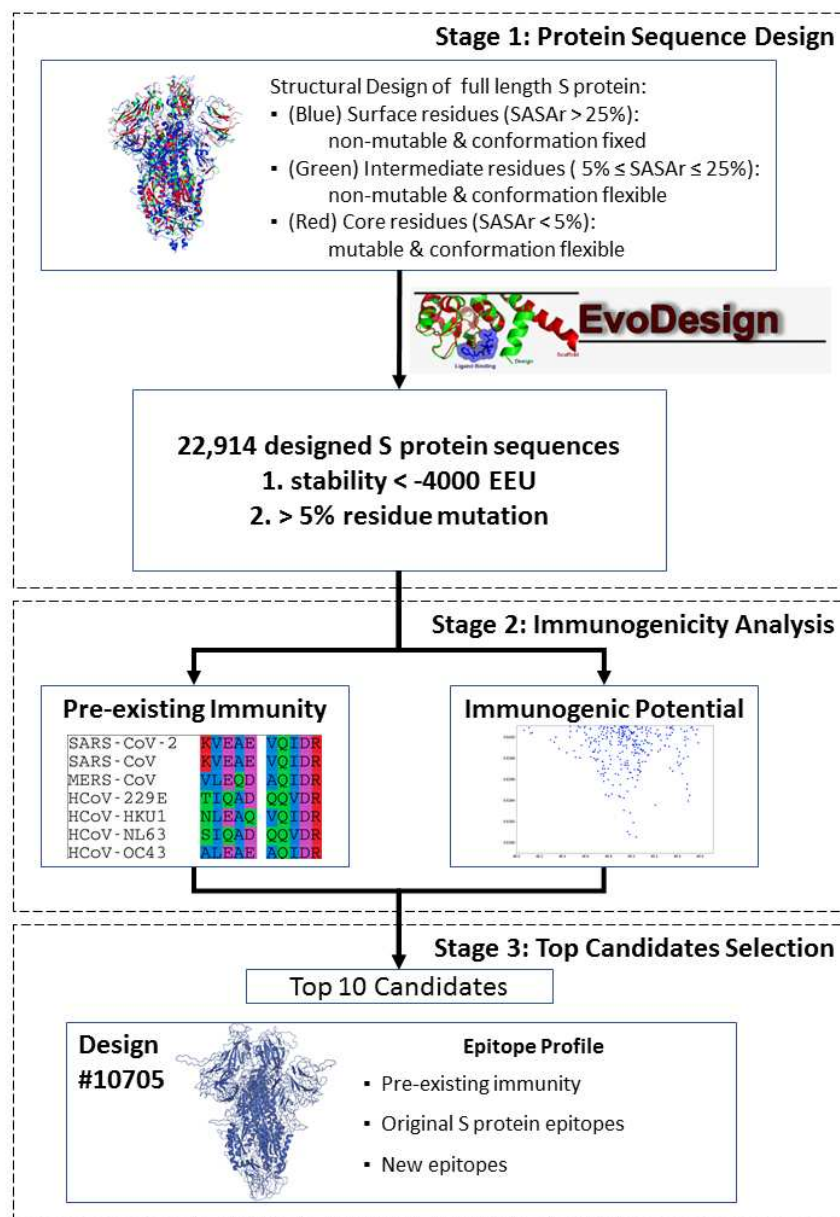 Stage 1: Protein Sequence Design
Structural Design of full length S protein:
▪ (Blue) Surface residues (SASAr > 25%):
non-mutable & conformation fixed
▪ (Green) Intermediate residues ( 5% ≤ SASAr ≤ 25%):
non-mutable & conformation flexible
▪ (Red) Core residues (SASAr < 5%):
mutable & conformation flexible
EvoDesign
Ligand Binding
Design
Scaffold
22,914 designed S protein sequences
1. stability < -4000 EEU
2. > 5% residue mutation
Stage 2: Immunogenicity Analysis
Pre-existing Immunity
SARS-CoV-2 KVEAE VQIDR
SARS-CoV KVEAE VQIDR
MERS-CoV VLEQD AQIDR
HCoV-229E TIQAD QQVDR
HCoV-HKU1 NLEAQ VQIDR
HCoV-NL63 SIQAD QQVDR
HCoV-OC43 ALEAE AQIDR
Immunogenic Potential
Stage 3: Top Candidates Selection
Top 10 Candidates
Design
#10705
Epitope Profile
▪ Pre-existing immunity
▪ Original S protein epitopes
▪ New epitopes